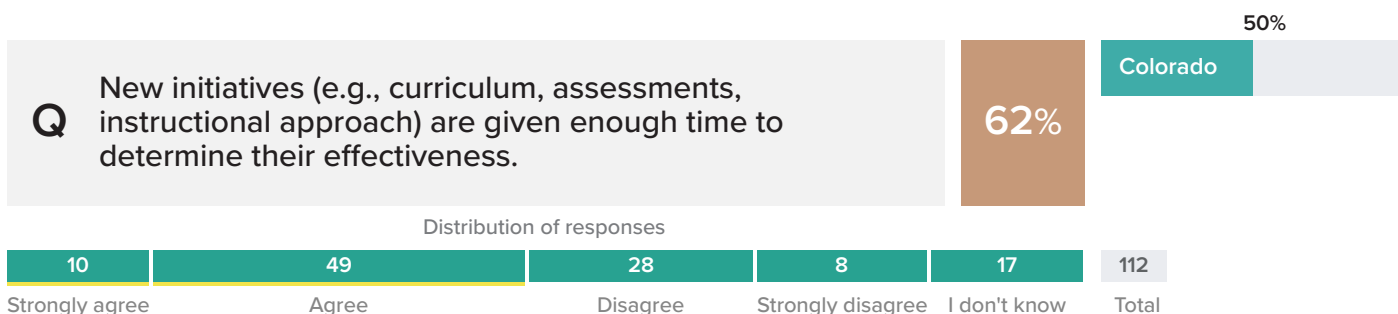 50%
Q
New initiatives (e.g., curriculum, assessments,
instructional approach) are given enough time to
determine their effectiveness.
62%
Colorado
Distribution of responses
10 49 28 8 17 112
Strongly agree Agree Disagree Strongly disagree I don't know Total